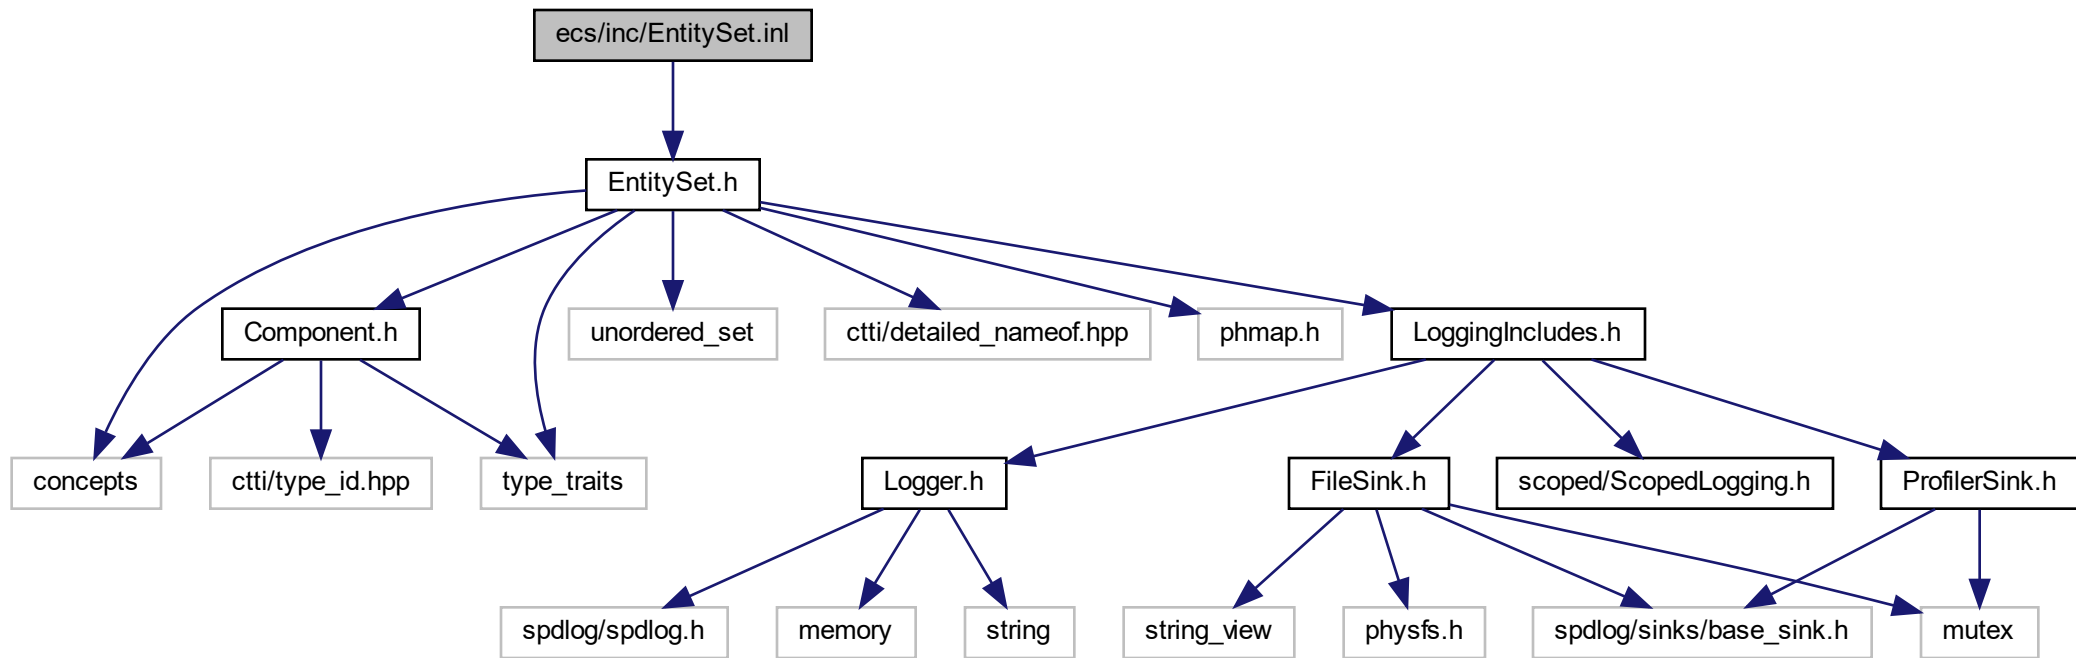 ecs/inc/EntitySet.inl
EntitySet.h
Component.h
unordered_set
ctti/detailed_nameof.hpp
phmap.h
LoggingIncludes.h
concepts
ctti/type_id.hpp
type_traits
Logger.h
FileSink.h
scoped/ScopedLogging.h
ProfilerSink.h
spdlog/spdlog.h
memory
string
string_view
physfs.h
spdlog/sinks/base_sink.h
mutex